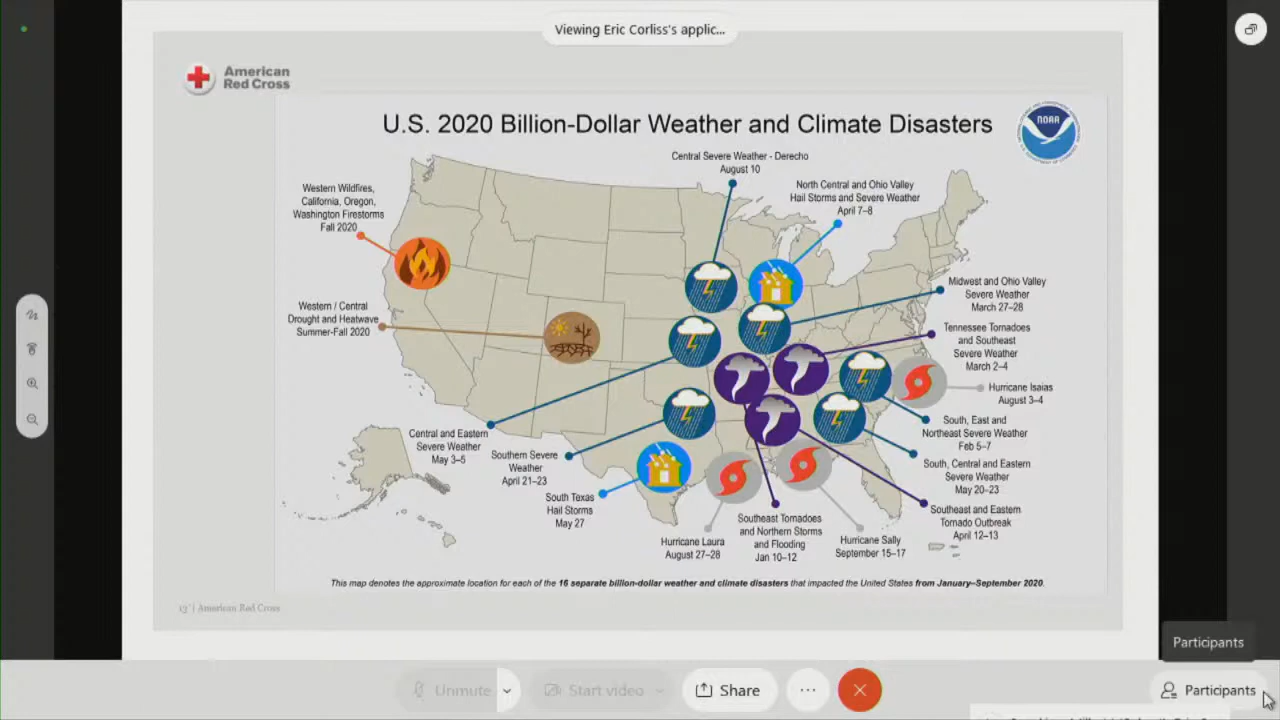 Viewing Eric Corliss's applic...
American
Red Cross
U.S. 2020 Billion-Dollar Weather and Climate Disasters
NOAA
Central Severe Weather - Derecho
August 10
North Central and Ohio Valley
Hail Storms and Severe Weather
April 7–8
Western Wildfires,
California, Oregon,
Washington Firestorms
Fall 2020
Midwest and Ohio Valley
Severe Weather
March 27–28
Western / Central
Drought and Heatwave
Summer-Fall 2020
Tennessee Tornadoes
and Southeast
Severe Weather
March 2–4
Hurricane Isaias
August 3–4
South, East and
Northeast Severe Weather
Feb 5–7
Central and Eastern
Severe Weather
May 3–5
Southern Severe
Weather
April 21–23
South, Central and Eastern
Severe Weather
May 20–23
South Texas
Hail Storms
May 27
Southeast and Eastern
Tornado Outbreak
April 12–13
Hurricane Laura
August 27–28
Southeast Tornadoes
and Northern Storms
and Flooding
Jan 10–12
Hurricane Sally
September 15–17
This map denotes the approximate location for each of the 16 separate billion-dollar weather and climate disasters that impacted the United States from January–September 2020.
13 | American Red Cross
Participants
Unmute
Start video
Share
Participants